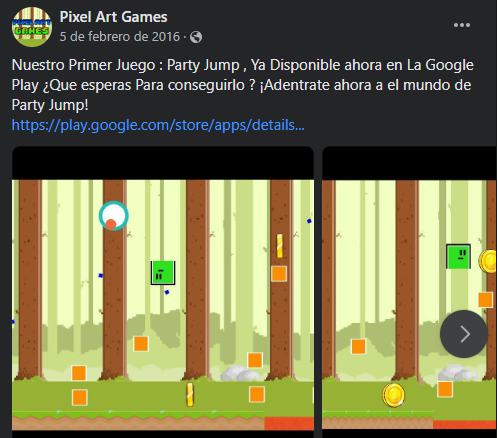 PIXEL ART
GAMES
Pixel Art Games
5 de febrero de 2016 ·
Nuestro Primer Juego : Party Jump , Ya Disponible ahora en La Google
Play ¿Que esperas Para conseguirlo ? ¡Adentrate ahora a el mundo de
Party Jump!
https://play.google.com/store/apps/details...